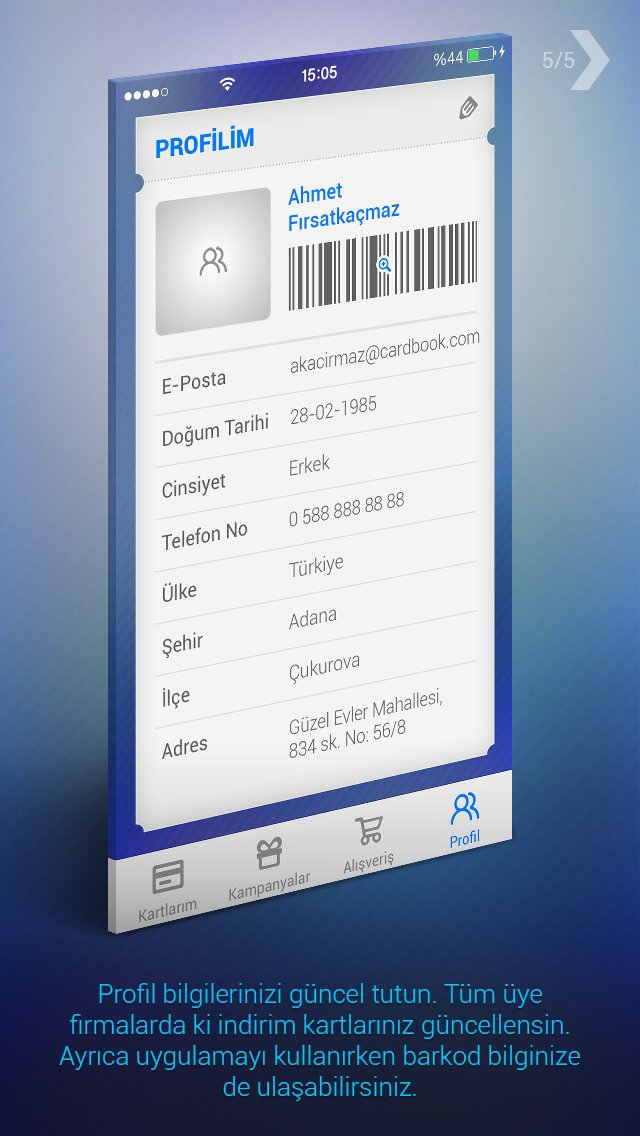 15:05
%44
5/5
PROFİLİM
Ahmet
Fırsatkaçmaz
E-Posta akacirmaz@cardbook.com
Doğum Tarihi 28-02-1985
Cinsiyet Erkek
Telefon No 0 588 888 88 88
Ülke Türkiye
Şehir Adana
İlçe Çukurova
Adres Güzel Evler Mahallesi,
834 sk. No: 56/8
Kartlarım Kampanyalar Alışveriş Profil
Profil bilgilerinizi güncel tutun. Tüm üye
firmalarda ki indirim kartlarınız güncellensin.
Ayrıca uygulamayı kullanırken barkod bilginize
de ulaşabilirsiniz.